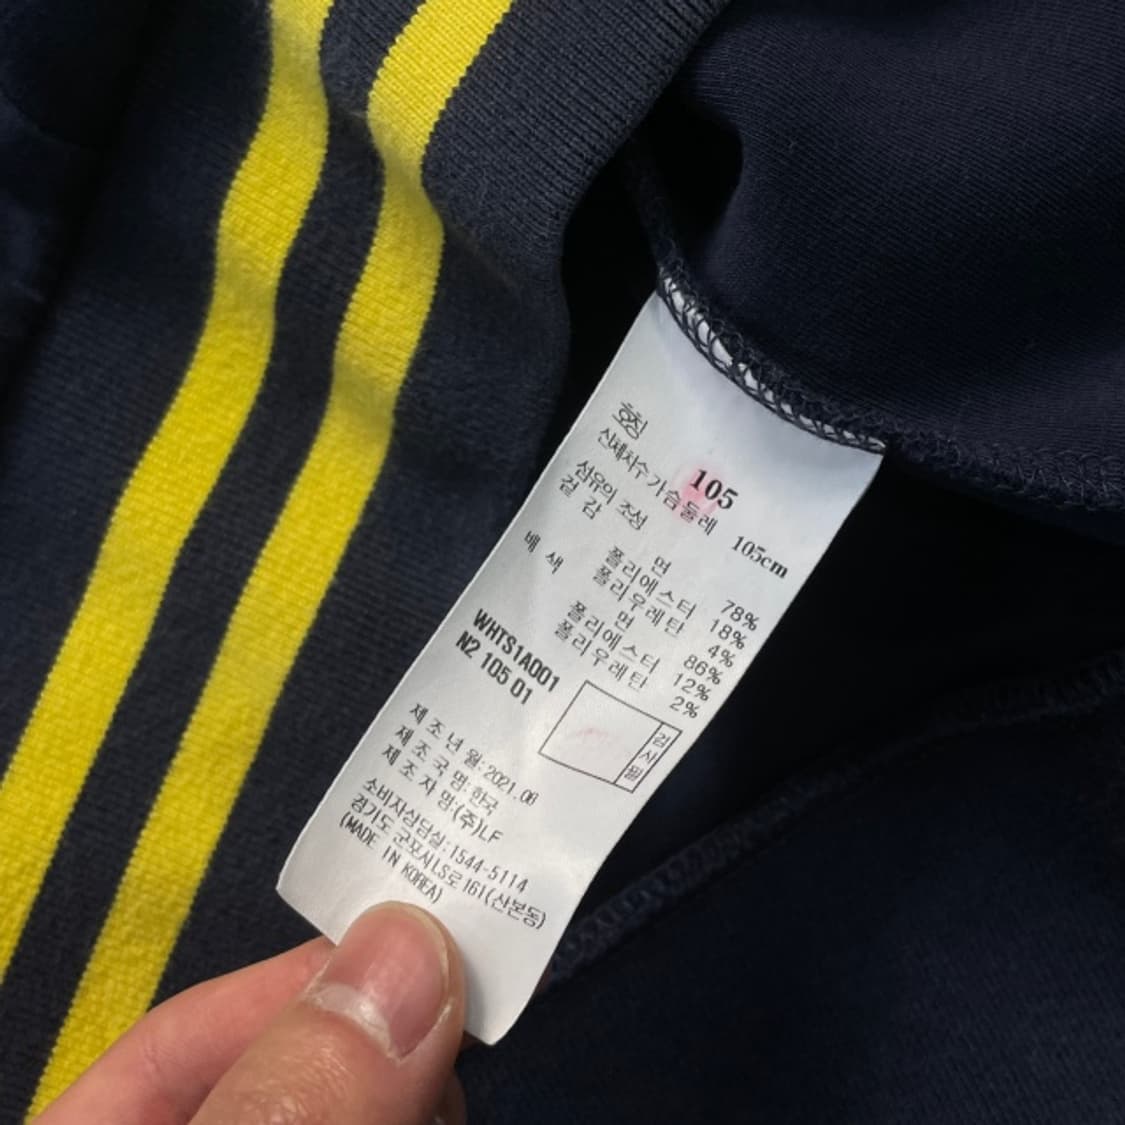 호칭 105
신체치수 가슴둘레 105cm
섬유의 조성
겉감 면 78%
폴리에스터 18%
폴리우레탄 4%
배색 면 86%
폴리에스터 12%
폴리우레탄 2%
WHTS1A001
N2 105 01
검사필
제조년월:2021.06
제조국명:한국
제조자명:(주)LF
소비자상담실:1544-5114
경기도 군포시LS로 161(산본동)
(MADE IN KOREA)